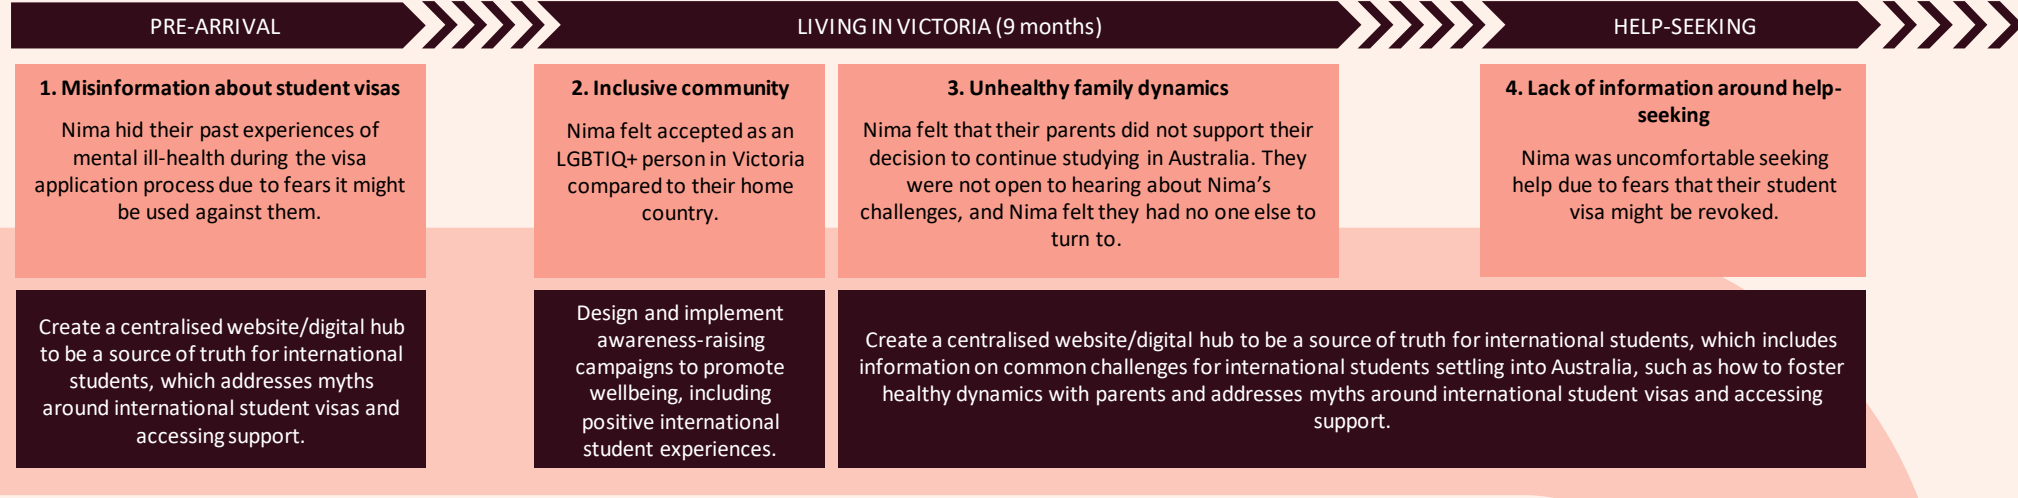 PRE-ARRIVAL
LIVING IN VICTORIA (9 months)
HELP-SEEKING
1. Misinformation about student visas
Nima hid their past experiences of
mental ill-health during the visa
application process due to fears it might
be used against them.
2. Inclusive community
Nima felt accepted as an
LGBTIQ+ person in Victoria
compared to their home
country.
3. Unhealthy family dynamics
Nima felt that their parents did not support their
decision to continue studying in Australia. They
were not open to hearing about Nima's
challenges, and Nima felt they had no one else to
turn to.
4. Lack of information around help-
seeking
Nima was uncomfortable seeking
help due to fears that their student
visa might be revoked.
Create a centralised website/digital hub
to be a source of truth for international
students, which addresses myths
around international student visas and
accessing support.
Design and implement
awareness-raising
campaigns to promote
wellbeing, including
positive international
student experiences.
Create a centralised website/digital hub to be a source of truth for international students, which includes
information on common challenges for international students settling into Australia, such as how to foster
healthy dynamics with parents and addresses myths around international student visas and accessing
support.